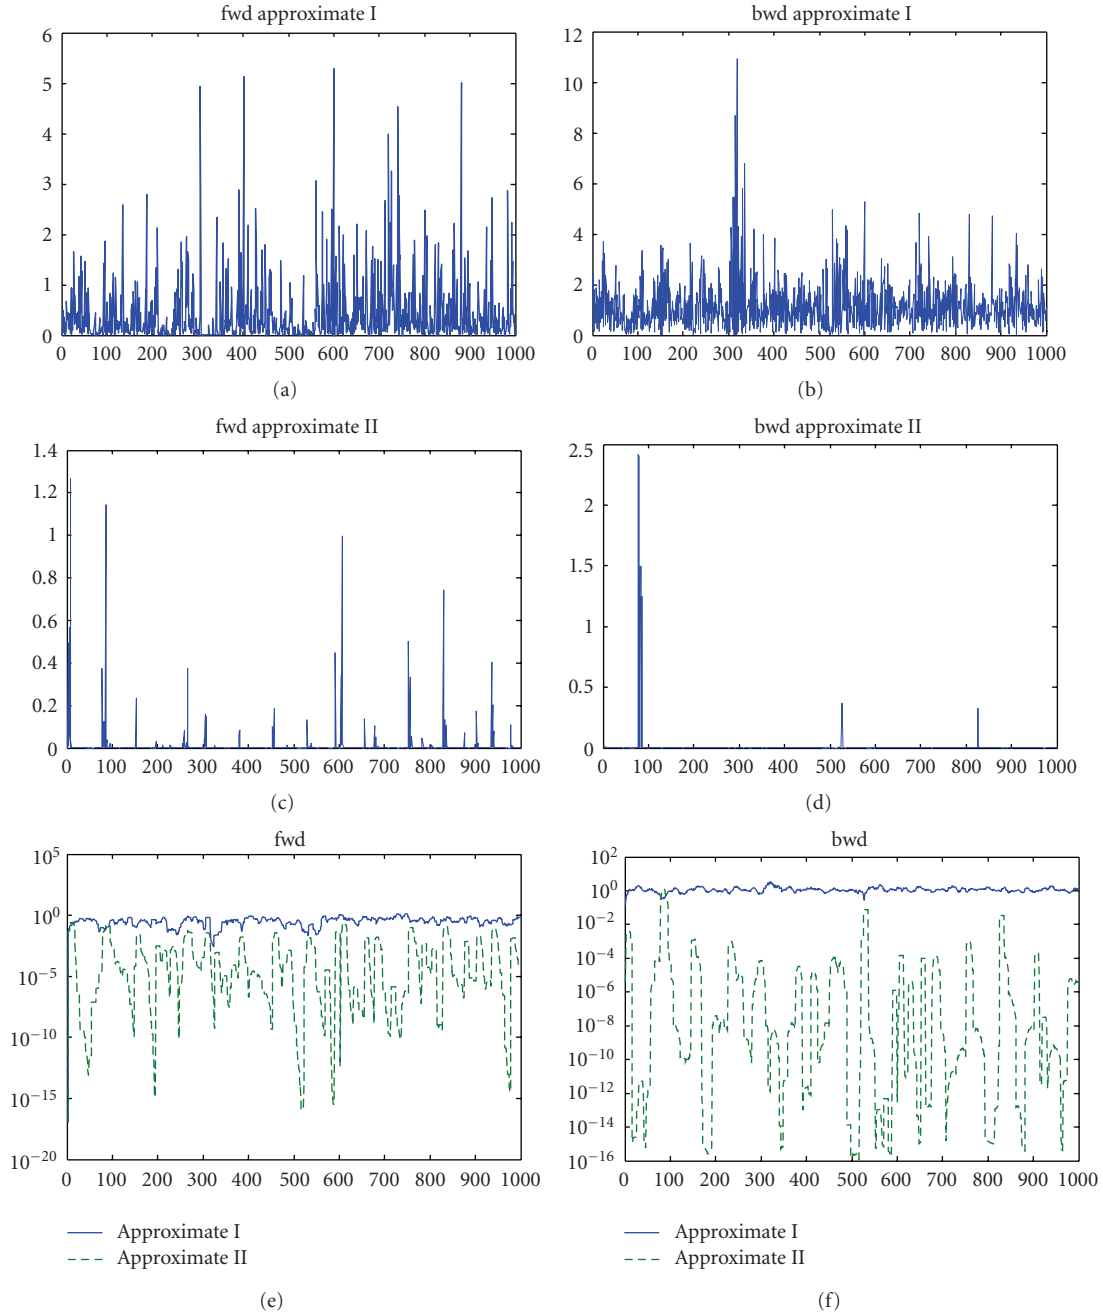 fwd approximate I
6
5
4
3
2
1
0
0 100 200 300 400 500 600 700 800 900 1000
(a)
bwd approximate I
12
10
8
6
4
2
0
0 100 200 300 400 500 600 700 800 900 1000
(b)
fwd approximate II
1.4
1.2
1
0.8
0.6
0.4
0.2
0
0 100 200 300 400 500 600 700 800 900 1000
(c)
bwd approximate II
2.5
2
1.5
1
0.5
0
0 100 200 300 400 500 600 700 800 900 1000
(d)
fwd
10^5
10^0
10^−5
10^−10
10^−15
10^−20
0 100 200 300 400 500 600 700 800 900 1000
Approximate I
Approximate II
(e)
bwd
10^2
10^0
10^−2
10^−4
10^−6
10^−8
10^−10
10^−12
10^−14
10^−16
0 100 200 300 400 500 600 700 800 900 1000
Approximate I
Approximate II
(f)